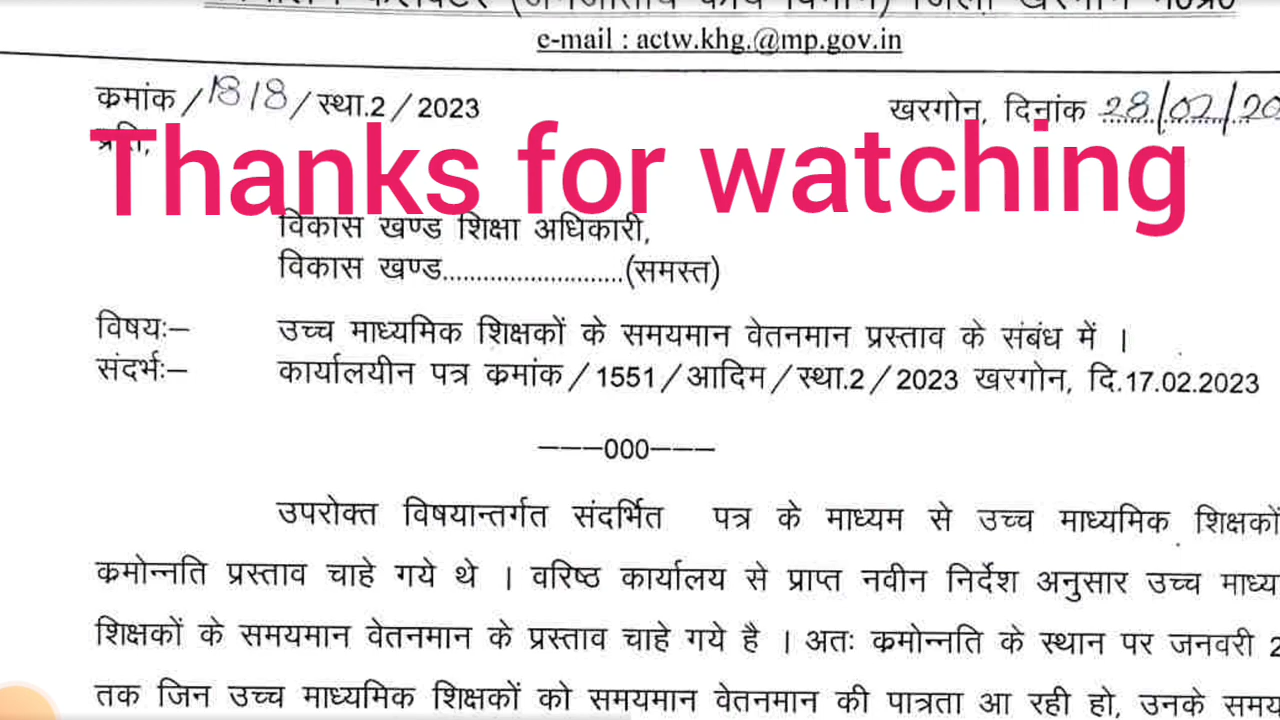 e-mail : actw.khg.@mp.gov.in
क्रमांक / 1818 / स्था.2 / 2023 खरगोन, दिनांक 28/02/20
प्रति,
Thanks for watching
विकास खण्ड शिक्षा अधिकारी,
विकास खण्ड...........................(समस्त)
विषयः– उच्च माध्यमिक शिक्षकों के समयमान वेतनमान प्रस्ताव के संबंध में ।
संदर्भः– कार्यालयीन पत्र क्रमांक / 1551 / आदिम / स्था.2 / 2023 खरगोन, दि.17.02.2023
———000———
उपरोक्त विषयान्तर्गत संदर्भित पत्र के माध्यम से उच्च माध्यमिक शिक्षकों
क्रमोन्नति प्रस्ताव चाहे गये थे । वरिष्ठ कार्यालय से प्राप्त नवीन निर्देश अनुसार उच्च माध्य
शिक्षकों के समयमान वेतनमान के प्रस्ताव चाहे गये है । अतः क्रमोन्नति के स्थान पर जनवरी 2
तक जिन उच्च माध्यमिक शिक्षकों को समयमान वेतनमान की पात्रता आ रही हो, उनके समय